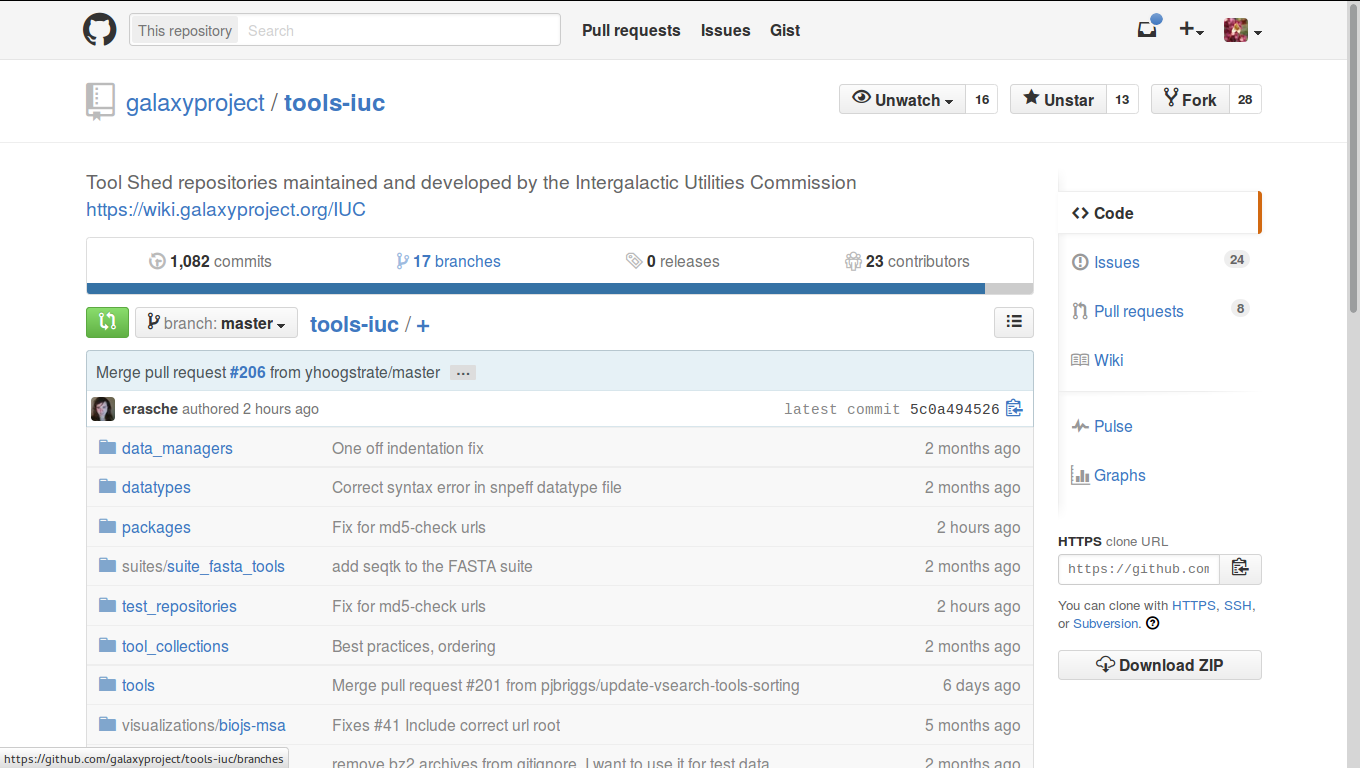 This repository Search Pull requests Issues Gist
galaxyproject / tools-iuc Unwatch 16 Unstar 13 Fork 28
Tool Shed repositories maintained and developed by the Intergalactic Utilities Commission
https://wiki.galaxyproject.org/IUC
1,082 commits 17 branches 0 releases 23 contributors
branch: master tools-iuc / +
Merge pull request #206 from yhoogstrate/master ...
erasche authored 2 hours ago latest commit 5c0a494526
data_managers One off indentation fix 2 months ago
datatypes Correct syntax error in snpeff datatype file 2 months ago
packages Fix for md5-check urls 2 hours ago
suites/suite_fasta_tools add seqtk to the FASTA suite 2 months ago
test_repositories Fix for md5-check urls 2 hours ago
tool_collections Best practices, ordering 2 months ago
tools Merge pull request #201 from pjbriggs/update-vsearch-tools-sorting 6 days ago
visualizations/biojs-msa Fixes #41 Include correct url root 5 months ago
remove bz2 archives from gitignore, I want to use it for test data 2 months ago
Code
Issues 24
Pull requests 8
Wiki
Pulse
Graphs
HTTPS clone URL
https://github.com
You can clone with HTTPS, SSH,
or Subversion.
Download ZIP
https://github.com/galaxyproject/tools-iuc/branches